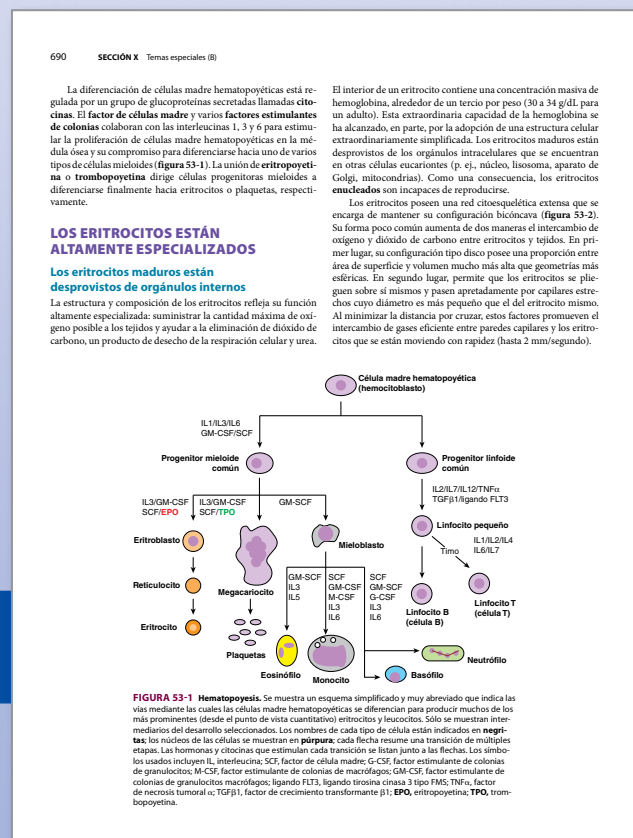 690 SECCIÓN X Temas especiales (B)
La diferenciación de células madre hematopoyéticas está re-
gulada por un grupo de glucoproteínas secretadas llamadas cito-
cinas. El factor de células madre y varios factores estimulantes
de colonias colaboran con las interleucinas 1, 3 y 6 para estimu-
lar la proliferación de células madre hematopoyéticas en la mé-
dula ósea y su compromiso para diferenciarse hacia uno de varios
tipos de células mieloides (figura 53-1). La unión de eritropoyeti-
na o trombopoyetina dirige células progenitoras mieloides a
diferenciarse finalmente hacia eritrocitos o plaquetas, respecti-
vamente.
LOS ERITROCITOS ESTÁN
ALTAMENTE ESPECIALIZADOS
Los eritrocitos maduros están
desprovistos de orgánulos internos
La estructura y composición de los eritrocitos refleja su función
altamente especializada: suministrar la cantidad máxima de oxí-
geno posible a los tejidos y ayudar a la eliminación de dióxido de
carbono, un producto de desecho de la respiración celular y urea.
El interior de un eritrocito contiene una concentración masiva de
hemoglobina, alrededor de un tercio por peso (30 a 34 g/dL para
un adulto). Esta extraordinaria capacidad de la hemoglobina se
ha alcanzado, en parte, por la adopción de una estructura celular
extraordinariamente simplificada. Los eritrocitos maduros están
desprovistos de los orgánulos intracelulares que se encuentran
en otras células eucariontes (p. ej., núcleo, lisosoma, aparato de
Golgi, mitocondrias). Como una consecuencia, los eritrocitos
enucleados son incapaces de reproducirse.
Los eritrocitos poseen una red citoesquelética extensa que se
encarga de mantener su configuración bicóncava (figura 53-2).
Su forma poco común aumenta de dos maneras el intercambio de
oxígeno y dióxido de carbono entre eritrocitos y tejidos. En pri-
mer lugar, su configuración tipo disco posee una proporción entre
área de superficie y volumen mucho más alta que geometrías más
esféricas. En segundo lugar, permite que los eritrocitos se plie-
guen sobre sí mismos y pasen apretadamente por capilares estre-
chos cuyo diámetro es más pequeño que el del eritrocito mismo.
Al minimizar la distancia por cruzar, estos factores promueven el
intercambio de gases eficiente entre paredes capilares y los eritro-
citos que se están moviendo con rapidez (hasta 2 mm/segundo).
Célula madre hematopoyética
(hemocitoblasto)
IL1/IL3/IL6
GM-CSF/SCF
Progenitor mieloide
común
Progenitor linfoide
común
IL3/GM-CSF
SCF/EPO
IL3/GM-CSF
SCF/TPO
GM-SCF
IL2/IL7/IL12/TNFα
TGFβ1/ligando FLT3
Linfocito pequeño
Eritroblasto
Mieloblasto
Timo
IL1/IL2/IL4
IL6/IL7
Reticulocito
Megacariocito
GM-SCF
IL3
IL5
SCF
GM-CSF
M-CSF
IL3
IL6
SCF
GM-SCF
G-CSF
IL3
IL6
Linfocito B
(célula B)
Linfocito T
(célula T)
Eritrocito
Plaquetas
Eosinófilo
Monocito
Basófilo
Neutrófilo
FIGURA 53-1 Hematopoyesis. Se muestra un esquema simplificado y muy abreviado que indica las
vías mediante las cuales las células madre hematopoyéticas se diferencian para producir muchos de los
más prominentes (desde el punto de vista cuantitativo) eritrocitos y leucocitos. Sólo se muestran inter-
mediarios del desarrollo seleccionados. Los nombres de cada tipo de célula están indicados en negri-
tas; los núcleos de las células se muestran en púrpura; cada flecha resume una transición de múltiples
etapas. Las hormonas y citocinas que estimulan cada transición se listan junto a las flechas. Los símbo-
los usados incluyen IL, interleucina; SCF, factor de célula madre; G-CSF, factor estimulante de colonias
de granulocitos; M-CSF, factor estimulante de colonias de macrófagos; GM-CSF, factor estimulante de
colonias de granulocitos macrófagos; ligando FLT3, ligando tirosina cinasa 3 tipo FMS; TNFα, factor
de necrosis tumoral α; TGFβ1, factor de crecimiento transformante β1; EPO, eritropoyetina; TPO, trom-
bopoyetina.